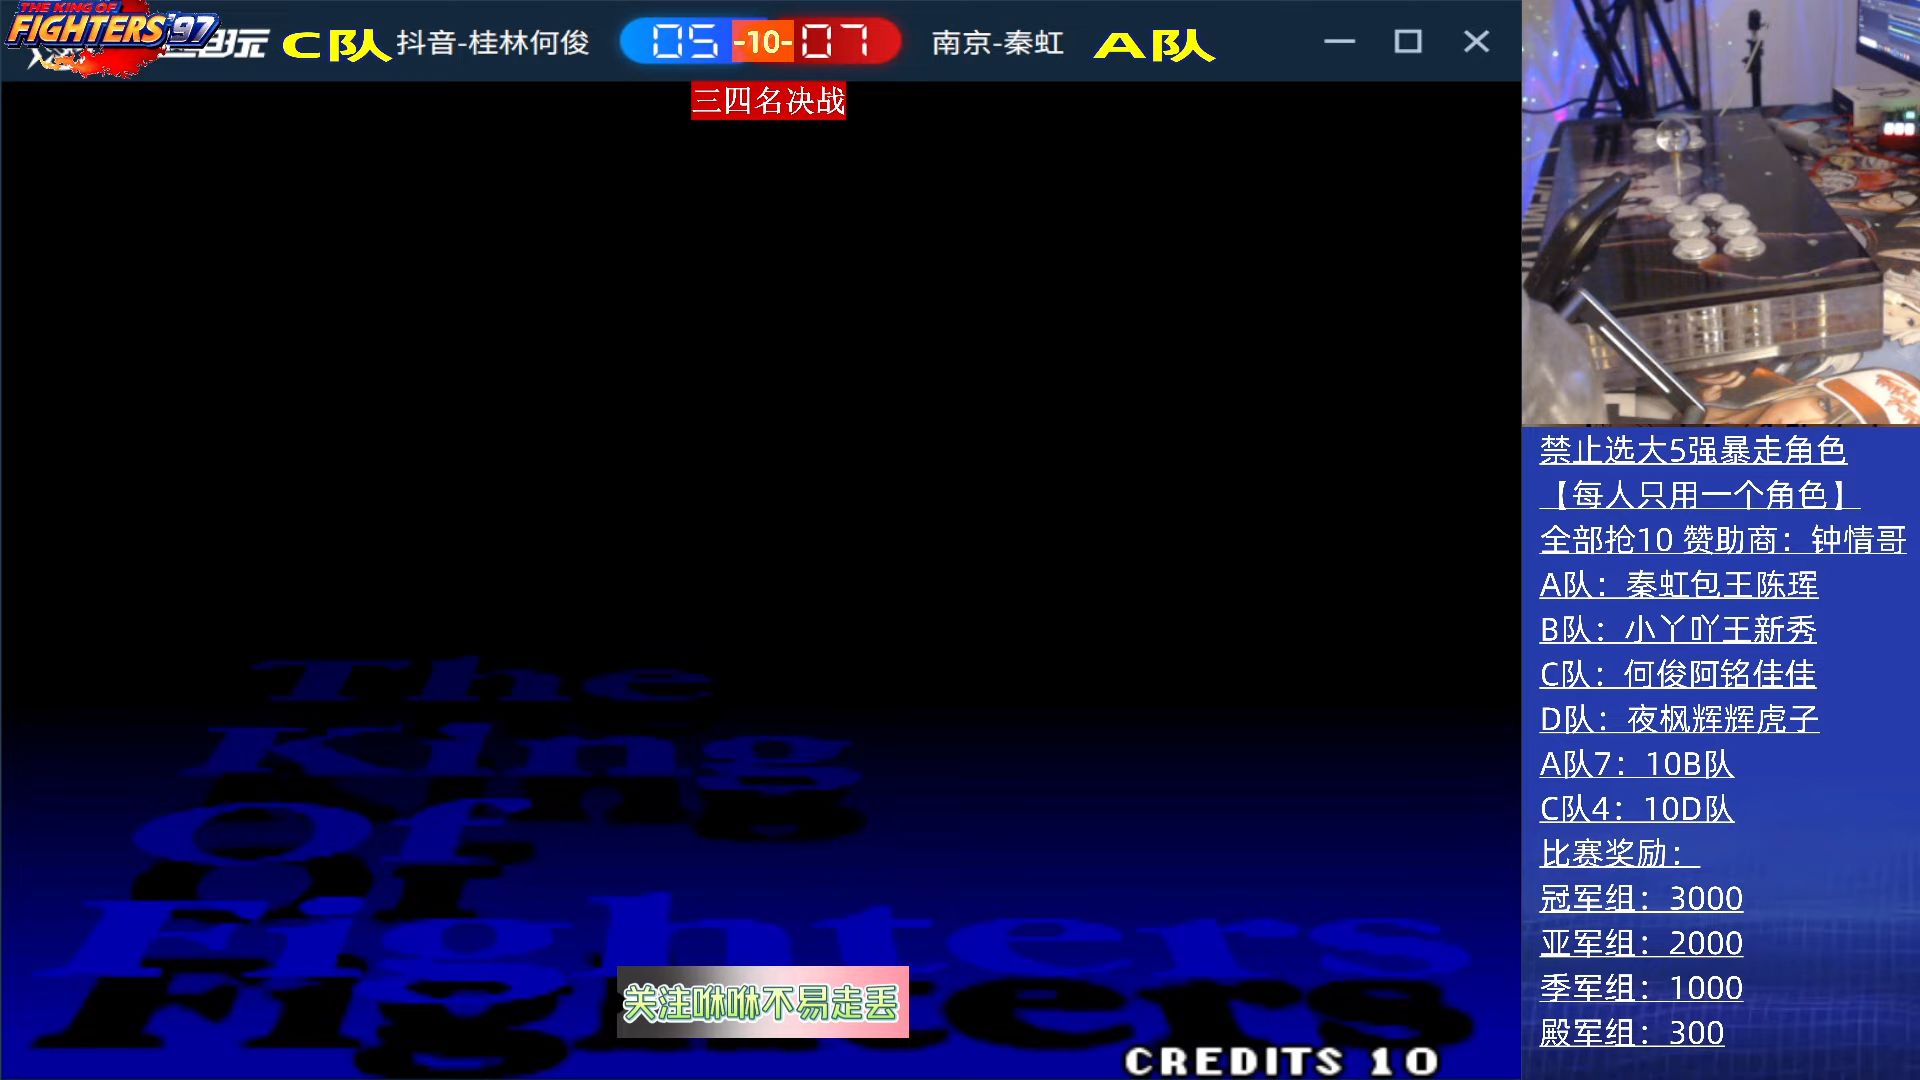 THE KING OF
FIGHTERS'97
C队 抖音-桂林何俊 05 -10- 07 南京-秦虹 A队
三四名决战
禁止选大5强暴走角色
【每人只用一个角色】
全部抢10 赞助商：钟情哥
A队：秦虹包王陈珲
B队：小丫吖王新秀
C队：何俊阿铭佳佳
D队：夜枫辉辉虎子
A队7：10B队
C队4：10D队
比赛奖励：
冠军组：3000
亚军组：2000
季军组：1000
殿军组：300
The
King
Of
Fighters
关注咻咻不易走丢
CREDITS 10